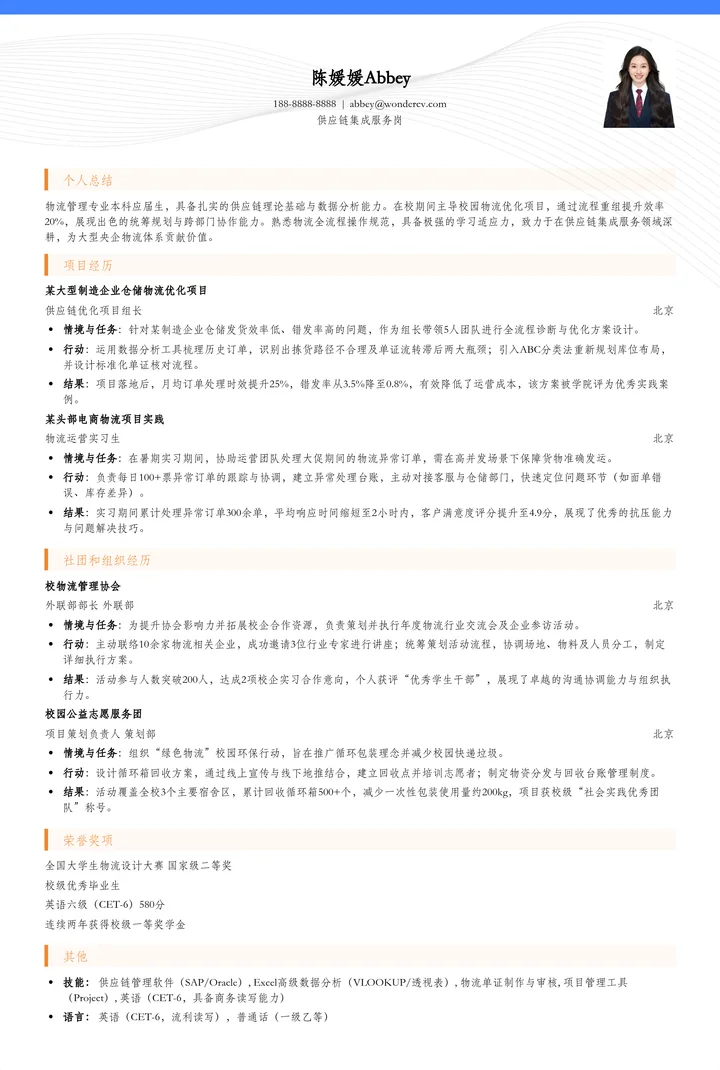 陈媛媛Abbey
188-8888-8888 | abbey@wondercv.com
供应链集成服务岗
个人总结
物流管理专业本科应届生，具备扎实的供应链理论基础与数据分析能力。在校期间主导校园物流优化项目，通过流程重组提升效率
20%，展现出色的统筹规划与跨部门协作能力。熟悉物流全流程操作规范，具备极强的学习适应力，致力于在供应链集成服务领域深
耕，为大型央企物流体系贡献价值。
项目经历
某大型制造企业仓储物流优化项目
供应链优化项目组长 北京
• 情境与任务：针对某制造企业仓储发货效率低、错发率高的问题，作为组长带领5人团队进行全流程诊断与优化方案设计。
• 行动：运用数据分析工具梳理历史订单，识别出拣货路径不合理及单证流转滞后两大瓶颈；引入ABC分类法重新规划库位布局，
并设计标准化单证核对流程。
• 结果：项目落地后，月均订单处理时效提升25%，错发率从3.5%降至0.8%，有效降低了运营成本，该方案被学院评为优秀实践案
例。
某头部电商物流项目实践
物流运营实习生 北京
• 情境与任务：在暑期实习期间，协助运营团队处理大促期间的物流异常订单，需在高并发场景下保障货物准确发运。
• 行动：负责每日100+票异常订单的跟踪与协调，建立异常处理台账，主动对接客服与仓储部门，快速定位问题环节（如面单错
误、库存差异）。
• 结果：实习期间累计处理异常订单300余单，平均响应时间缩短至2小时内，客户满意度评分提升至4.9分，展现了优秀的抗压能力
与问题解决技巧。
社团和组织经历
校物流管理协会
外联部部长 外联部 北京
• 情境与任务：为提升协会影响力并拓展校企合作资源，负责策划并执行年度物流行业交流会及企业参访活动。
• 行动：主动联络10余家物流相关企业，成功邀请3位行业专家进行讲座；统筹策划活动流程，协调场地、物料及人员分工，制定
详细执行方案。
• 结果：活动参与人数突破200人，达成2项校企实习合作意向，个人获评“优秀学生干部”，展现了卓越的沟通协调能力与组织执
行力。
校园公益志愿服务团
项目策划负责人 策划部 北京
• 情境与任务：组织“绿色物流”校园环保行动，旨在推广循环包装理念并减少校园快递垃圾。
• 行动：设计循环箱回收方案，通过线上宣传与线下地推结合，建立回收点并培训志愿者；制定物资分发与回收台账管理制度。
• 结果：活动覆盖全校3个主要宿舍区，累计回收循环箱500+个，减少一次性包装使用量约200kg，项目获校级“社会实践优秀团
队”称号。
荣誉奖项
全国大学生物流设计大赛 国家级二等奖
校级优秀毕业生
英语六级（CET-6）580分
连续两年获得校级一等奖学金
其他
• 技能： 供应链管理软件（SAP/Oracle）, Excel高级数据分析（VLOOKUP/透视表）, 物流单证制作与审核, 项目管理工具
（Project）, 英语（CET-6，具备商务读写能力）
• 语言： 英语（CET-6，流利读写）， 普通话（一级乙等）